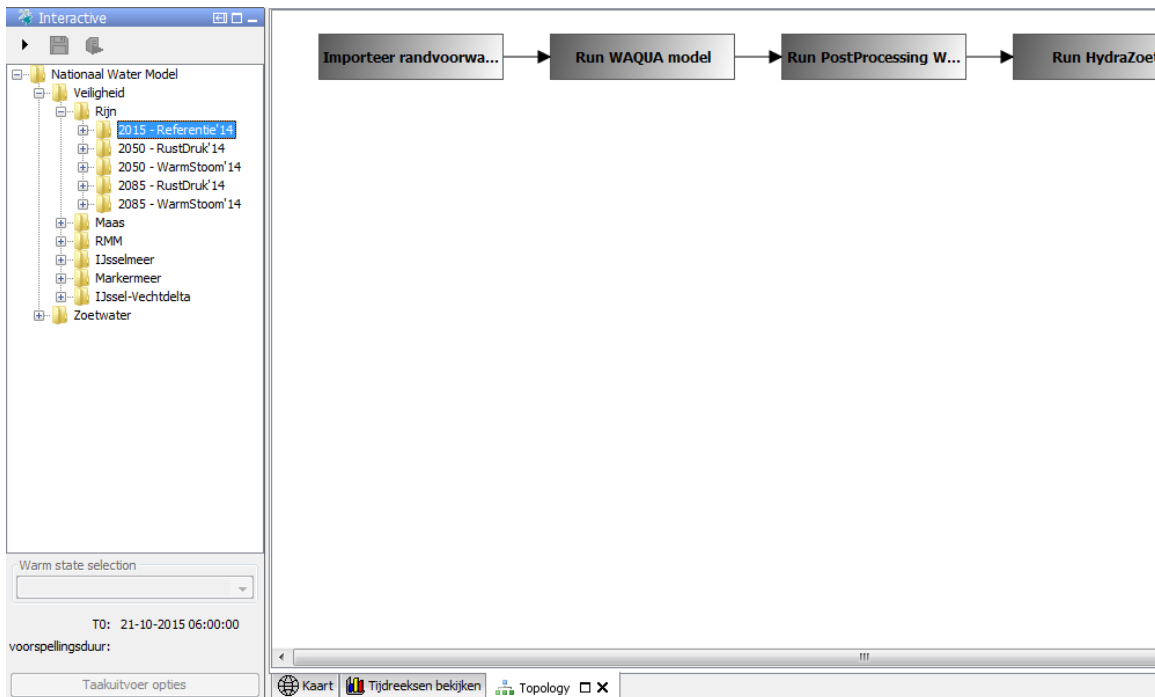 Interactive
Nationaal Water Model
Veiligheid
Rijn
2015 - Referentie'14
2050 - RustDruk'14
2050 - WarmStoom'14
2085 - RustDruk'14
2085 - WarmStoom'14
Maas
RMM
IJsselmeer
Markermeer
IJssel-Vechtdelta
Zoetwater
Warm state selection
T0: 21-10-2015 06:00:00
voorspellingsduur:
Taakuitvoer opties
Importeer randvoorwa... Run WAQUA model Run PostProcessing W... Run HydraZoet
Kaart Tijdreeksen bekijken Topology